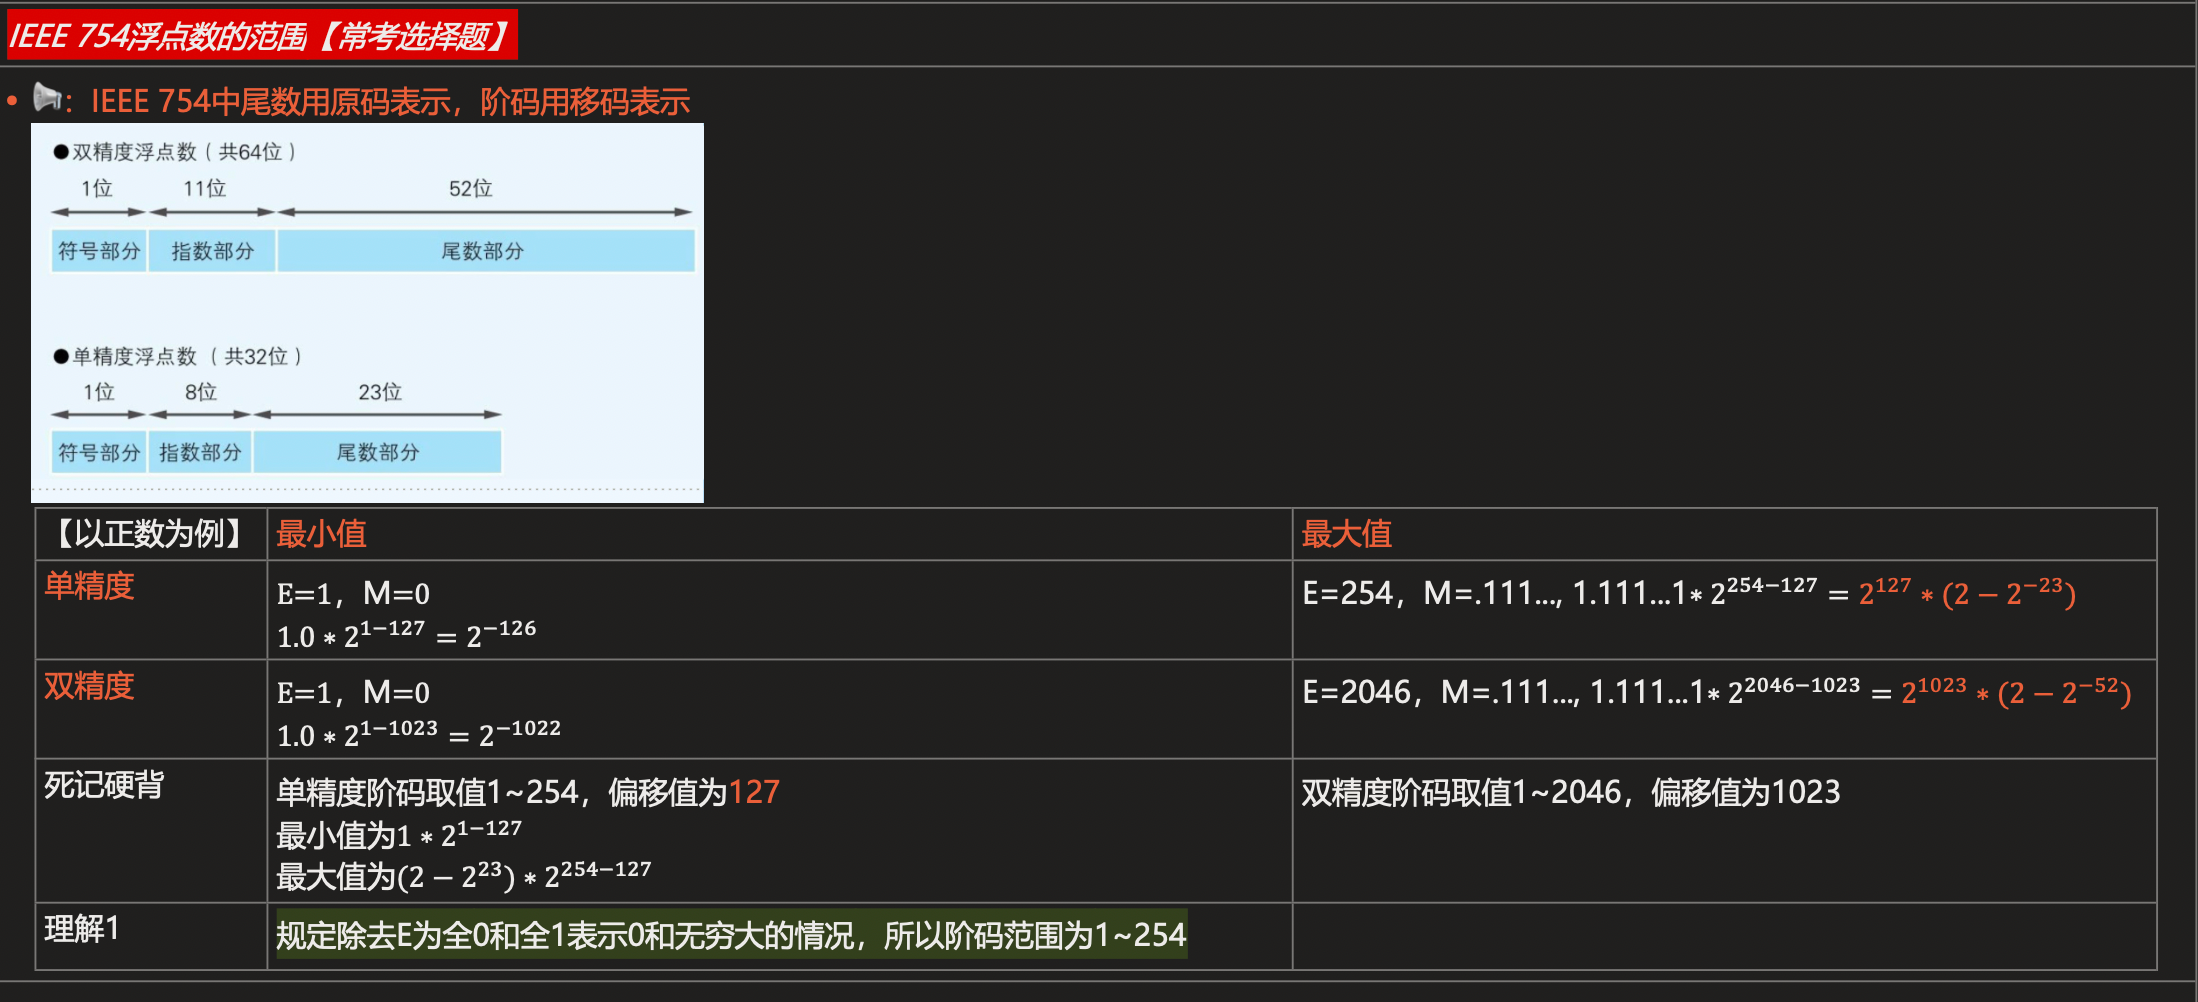 IEEE 754浮点数的范围【常考选择题】
• : IEEE 754中尾数用原码表示，阶码用移码表示
●双精度浮点数（共64位）
1位 11位 52位
符号部分 指数部分 尾数部分
●单精度浮点数（共32位）
1位 8位 23位
符号部分 指数部分 尾数部分
【以正数为例】 最小值 最大值
单精度 E=1，M=0 E=254，M=.111..., 1.111...1* 2^{254−127} = 2^{127} * (2 − 2^{−23})
1.0 * 2^{1−127} = 2^{−126}
双精度 E=1，M=0 E=2046，M=.111..., 1.111...1* 2^{2046−1023} = 2^{1023} * (2 − 2^{−52})
1.0 * 2^{1−1023} = 2^{−1022}
死记硬背 单精度阶码取值1~254，偏移值为127 双精度阶码取值1~2046，偏移值为1023
最小值为1 * 2^{1−127}
最大值为(2 − 2^{23}) * 2^{254−127}
理解1 规定除去E为全0和全1表示0和无穷大的情况，所以阶码范围为1~254